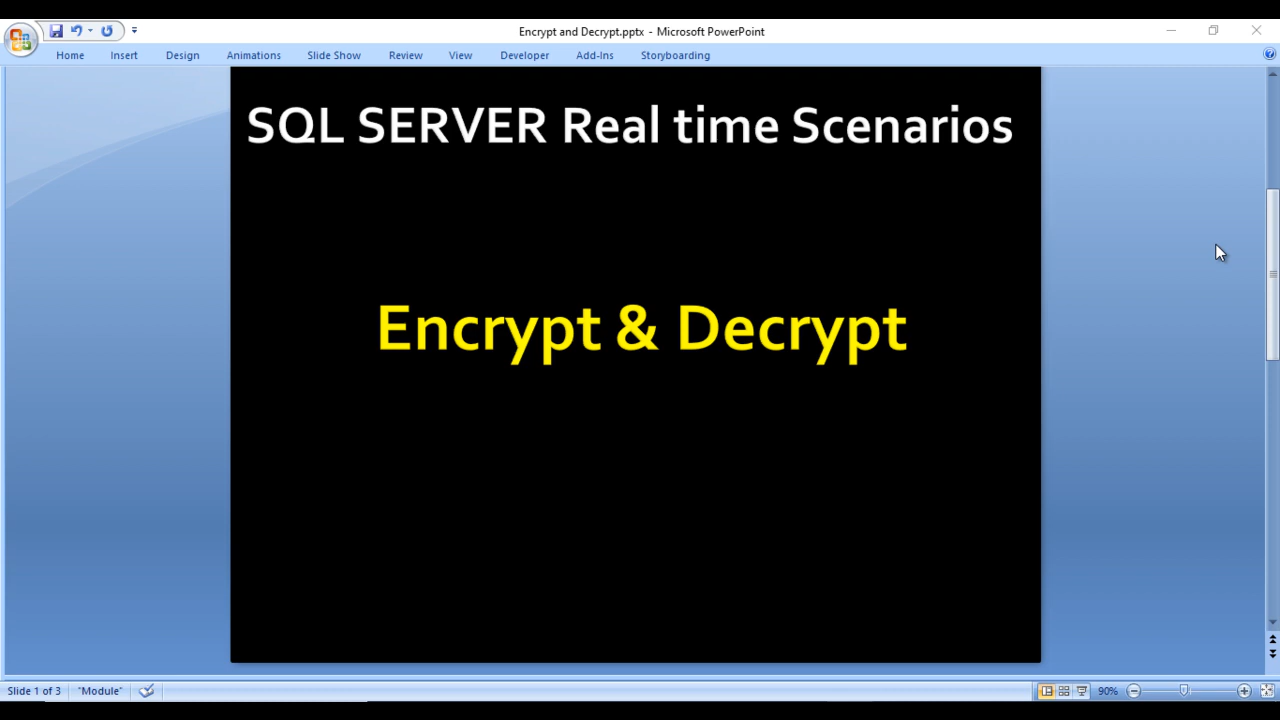 Encrypt and Decrypt.pptx - Microsoft PowerPoint
Home Insert Design Animations Slide Show Review View Developer Add-Ins Storyboarding
SQL SERVER Real time Scenarios
Encrypt & Decrypt
Slide 1 of 3 "Module" 90%